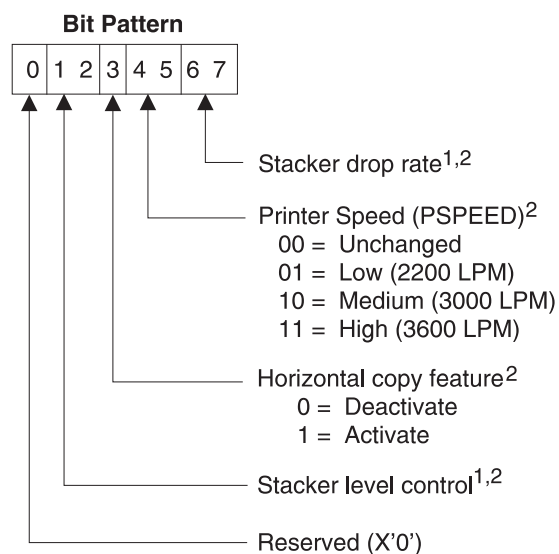 Bit Pattern
0 1 2 3 4 5 6 7
Stacker drop rate1,2
Printer Speed (PSPEED)2
00 = Unchanged
01 = Low (2200 LPM)
10 = Medium (3000 LPM)
11 = High (3600 LPM)
Horizontal copy feature2
0 = Deactivate
1 = Activate
Stacker level control1,2
Reserved (X'0')